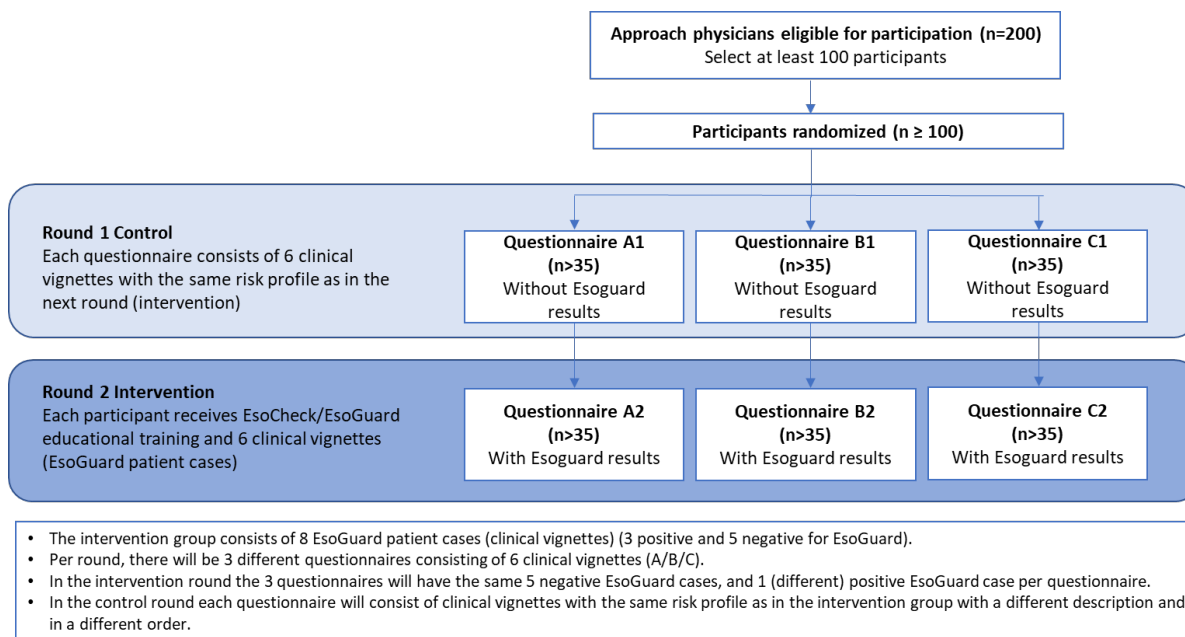 Approach physicians eligible for participation (n=200)
Select at least 100 participants
Participants randomized (n ≥ 100)
Round 1 Control
Each questionnaire consists of 6 clinical
vignettes with the same risk profile as in the
next round (intervention)
Questionnaire A1
(n>35)
Without Esoguard
results
Questionnaire B1
(n>35)
Without Esoguard
results
Questionnaire C1
(n>35)
Without Esoguard
results
Round 2 Intervention
Each participant receives EsoCheck/EsoGuard
educational training and 6 clinical vignettes
(EsoGuard patient cases)
Questionnaire A2
(n>35)
With Esoguard results
Questionnaire B2
(n>35)
With Esoguard results
Questionnaire C2
(n>35)
With Esoguard results
• The intervention group consists of 8 EsoGuard patient cases (clinical vignettes) (3 positive and 5 negative for EsoGuard).
• Per round, there will be 3 different questionnaires consisting of 6 clinical vignettes (A/B/C).
• In the intervention round the 3 questionnaires will have the same 5 negative EsoGuard cases, and 1 (different) positive EsoGuard case per questionnaire.
• In the control round each questionnaire will consist of clinical vignettes with the same risk profile as in the intervention group with a different description and
in a different order.